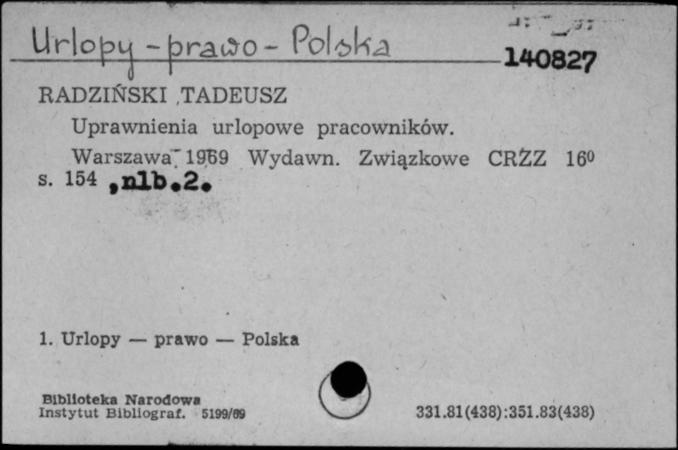 Urlopy - prawo - Polska
140827
RADZIŃSKI , TADEUSZ
Uprawnienia urlopowe pracowników.
Warszawa, 1969 Wydawn. Związkowe CRZZ 16⁰
s. 154 , nlb. 2.
1. Urlopy — prawo — Polska
Biblioteka Narodowa
Instytut Bibliograf. 5199/69
331.81(438):351.83(438)